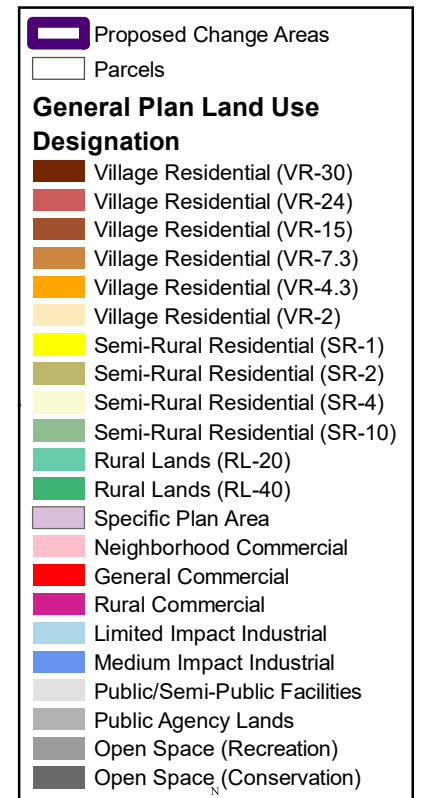 Proposed Change Areas
Parcels
General Plan Land Use
Designation
Village Residential (VR-30)
Village Residential (VR-24)
Village Residential (VR-15)
Village Residential (VR-7.3)
Village Residential (VR-4.3)
Village Residential (VR-2)
Semi-Rural Residential (SR-1)
Semi-Rural Residential (SR-2)
Semi-Rural Residential (SR-4)
Semi-Rural Residential (SR-10)
Rural Lands (RL-20)
Rural Lands (RL-40)
Specific Plan Area
Neighborhood Commercial
General Commercial
Rural Commercial
Limited Impact Industrial
Medium Impact Industrial
Public/Semi-Public Facilities
Public Agency Lands
Open Space (Recreation)
Open Space (Conservation)
N